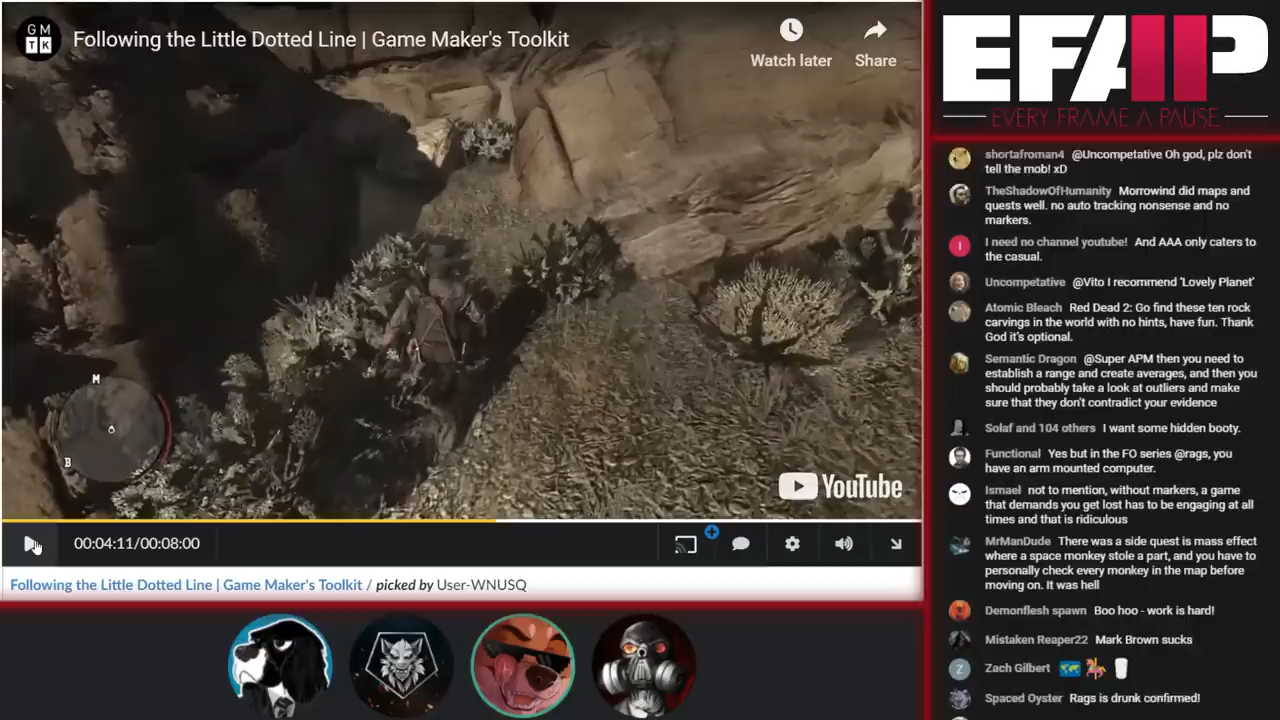 GM
TK
Following the Little Dotted Line | Game Maker's Toolkit
Watch later
Share
M
B
YouTube
00:04:11/00:08:00
Following the Little Dotted Line | Game Maker's Toolkit / picked by User-WNUSQ
EFAP
EVERY FRAME A PAUSE
shortafroman4 @Uncompetative Oh god, plz don't
tell the mob! xD
TheShadowOfHumanity Morrowind did maps and
quests well. no auto tracking nonsense and no
markers.
I
I need no channel youtube! And AAA only caters to
the casual.
Uncompetative @Vito I recommend 'Lovely Planet'
Atomic Bleach Red Dead 2: Go find these ten rock
carvings in the world with no hints, have fun. Thank
God it's optional.
Semantic Dragon @Super APM then you need to
establish a range and create averages, and then you
should probably take a look at outliers and make
sure that they don't contradict your evidence
Solaf and 104 others I want some hidden booty.
Functional Yes but in the FO series @rags, you
have an arm mounted computer.
Ismael not to mention, without markers, a game
that demands you get lost has to be engaging at all
times and that is ridiculous
MrManDude There was a side quest is mass effect
where a space monkey stole a part, and you have to
personally check every monkey in the map before
moving on. It was hell
Demonflesh spawn Boo hoo - work is hard!
Mistaken Reaper22 Mark Brown sucks
Z
Zach Gilbert
Spaced Oyster Rags is drunk confirmed!